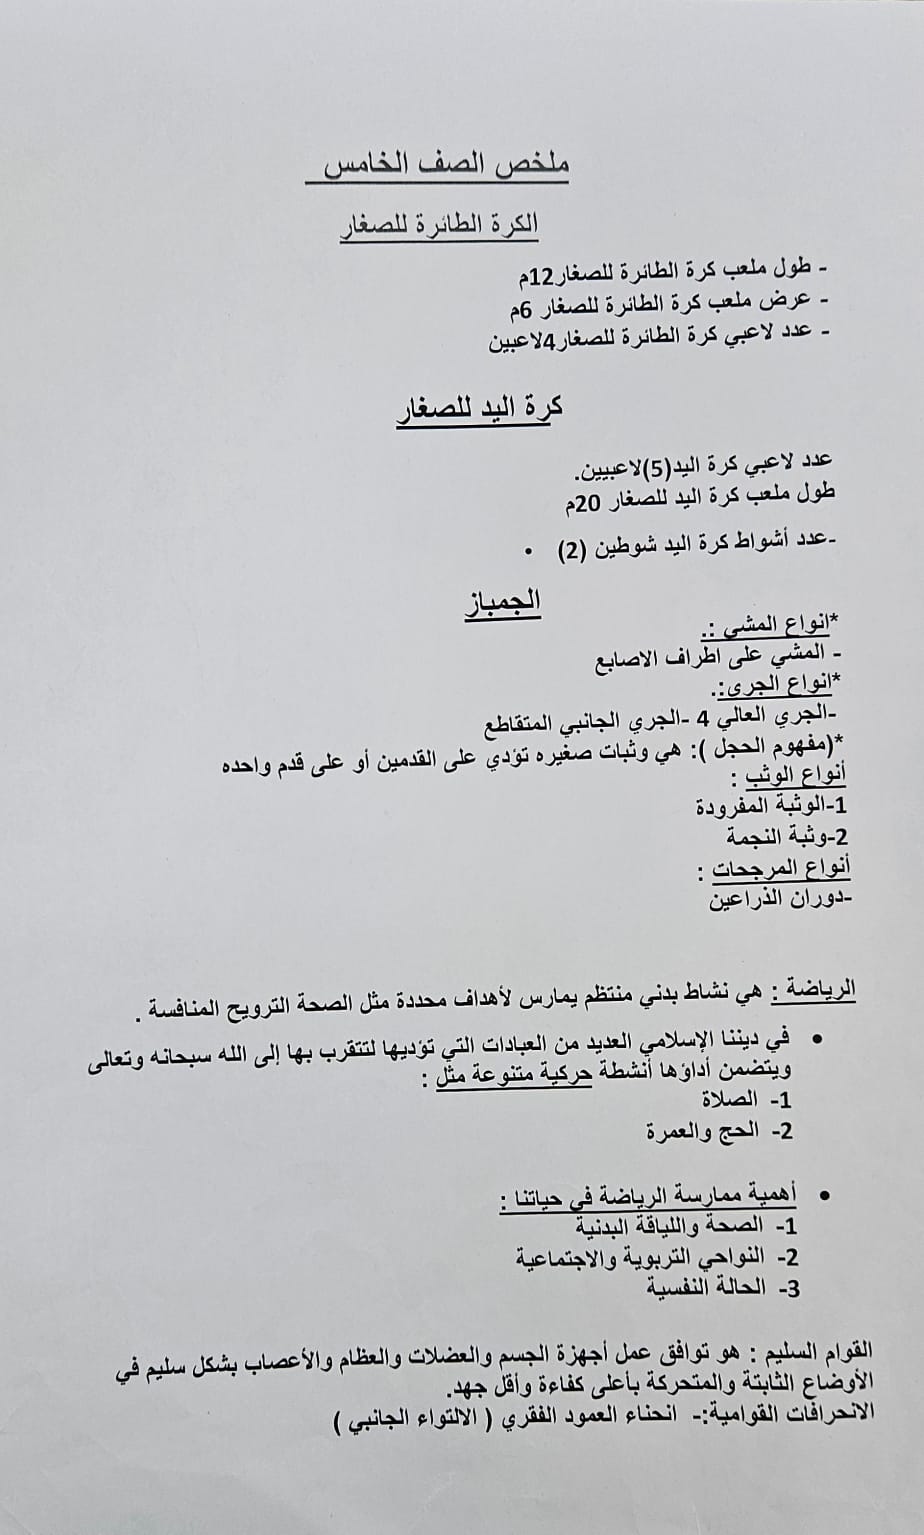 ملخص الصف الخامس
الكرة الطائرة للصغار
- طول ملعب كرة الطائرة للصغار12م
- عرض ملعب كرة الطائرة للصغار 6م
- عدد لاعبي كرة الطائرة للصغار4لاعبين
كرة اليد للصغار
عدد لاعبي كرة اليد(5)لاعبيين.
طول ملعب كرة اليد للصغار 20م
-عدد أشواط كرة اليد شوطين (2) •
الجمباز
*انواع المشي :.
- المشي على اطراف الاصابع
*انواع الجري:.
-الجري العالي 4 -الجري الجانبي المتقاطع
*(مفهوم الحجل ): هي وثبات صغيره تؤدي على القدمين أو على قدم واحده
أنواع الوثب :
1-الوثبة المفرودة
2-وثبة النجمة
أنواع المرجحات :
-دوران الذراعين
الرياضة : هي نشاط بدني منتظم يمارس لأهداف محددة مثل الصحة الترويح المنافسة .
• في ديننا الإسلامي العديد من العبادات التي تؤديها لتتقرب بها إلى الله سبحانه وتعالى
ويتضمن أداؤها أنشطة حركية متنوعة مثل :
1- الصلاة
2- الحج والعمرة
• أهمية ممارسة الرياضة في حياتنا :
1- الصحة واللياقة البدنية
2- النواحي التربوية والاجتماعية
3- الحالة النفسية
القوام السليم : هو توافق عمل أجهزة الجسم والعضلات والعظام والأعصاب بشكل سليم في
الأوضاع الثابتة والمتحركة بأعلى كفاءة وأقل جهد.
الانحرافات القوامية:- انحناء العمود الفقري ( الالتواء الجانبي )